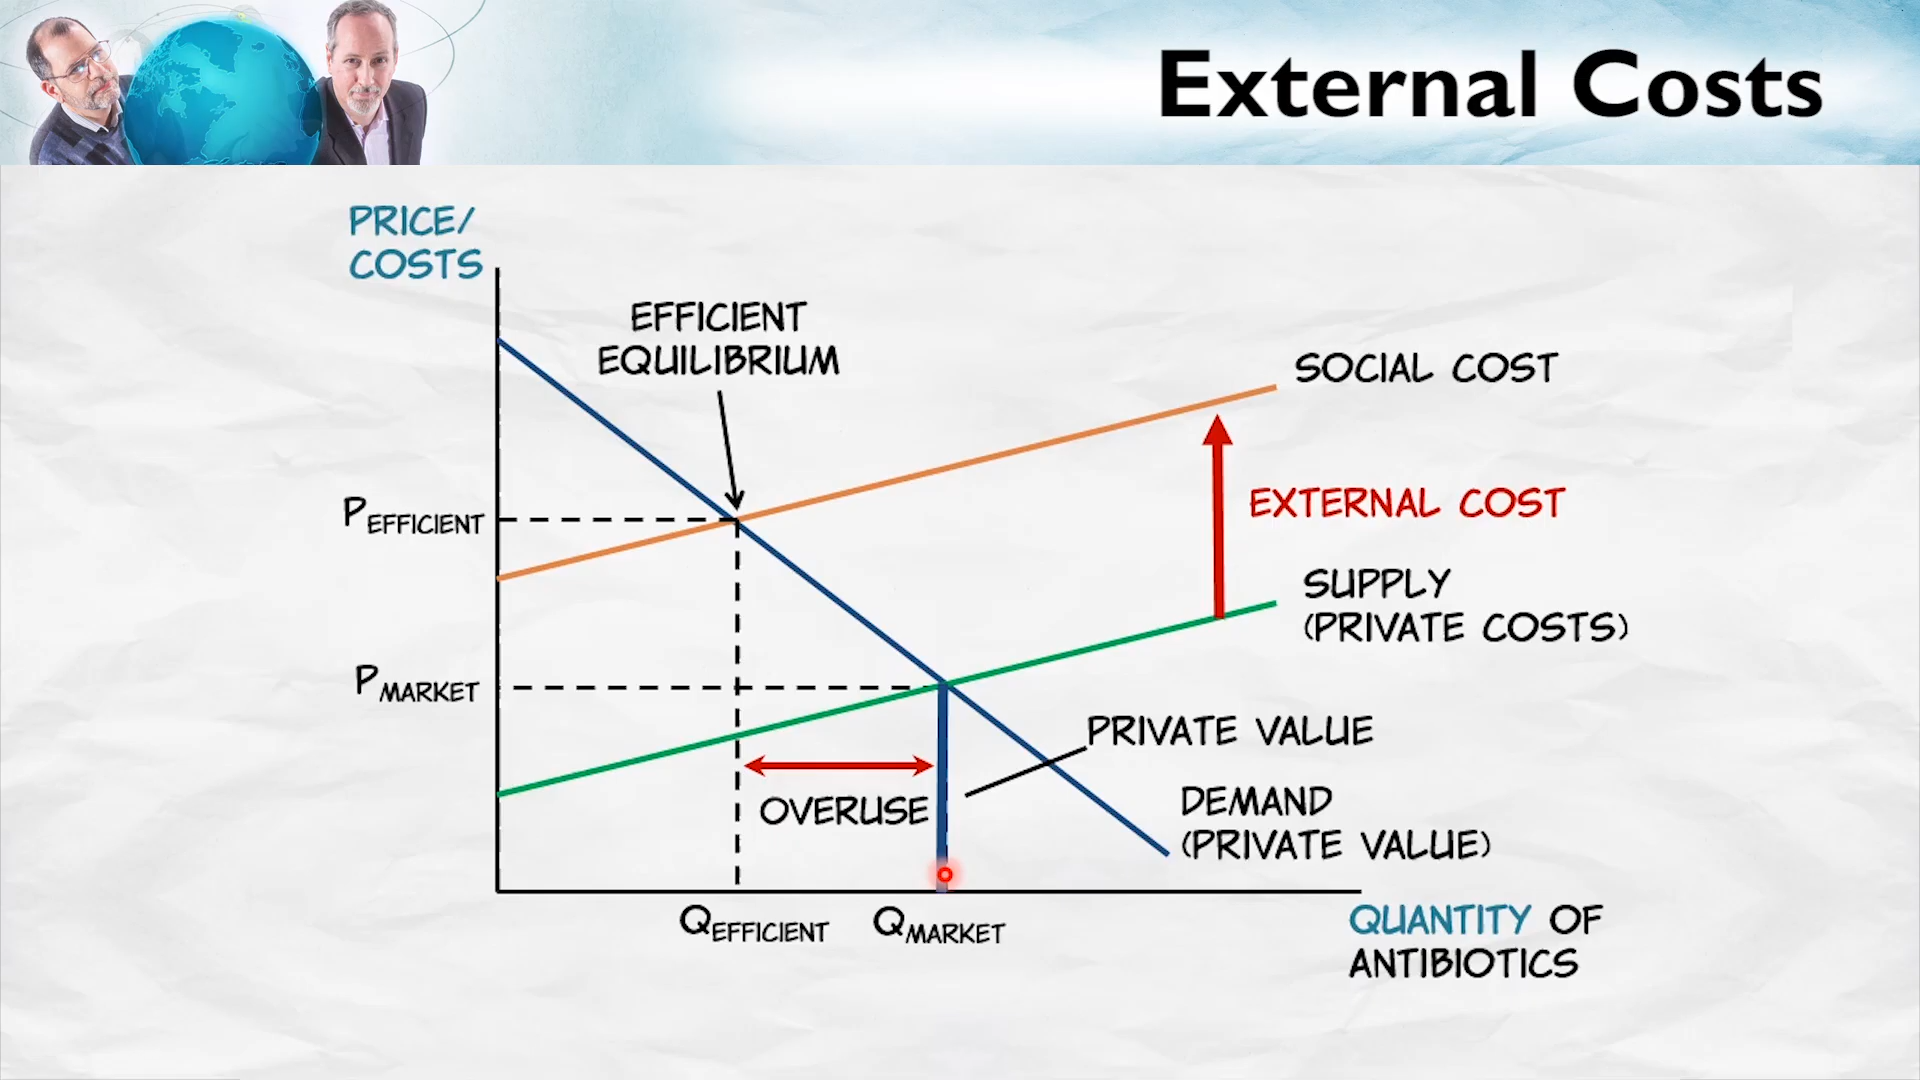 External Costs
PRICE/
COSTS
EFFICIENT
EQUILIBRIUM
SOCIAL COST
PEFFICIENT
EXTERNAL COST
SUPPLY
(PRIVATE COSTS)
PMARKET
PRIVATE VALUE
OVERUSE
DEMAND
(PRIVATE VALUE)
QEFFICIENT
QMARKET
QUANTITY OF
ANTIBIOTICS